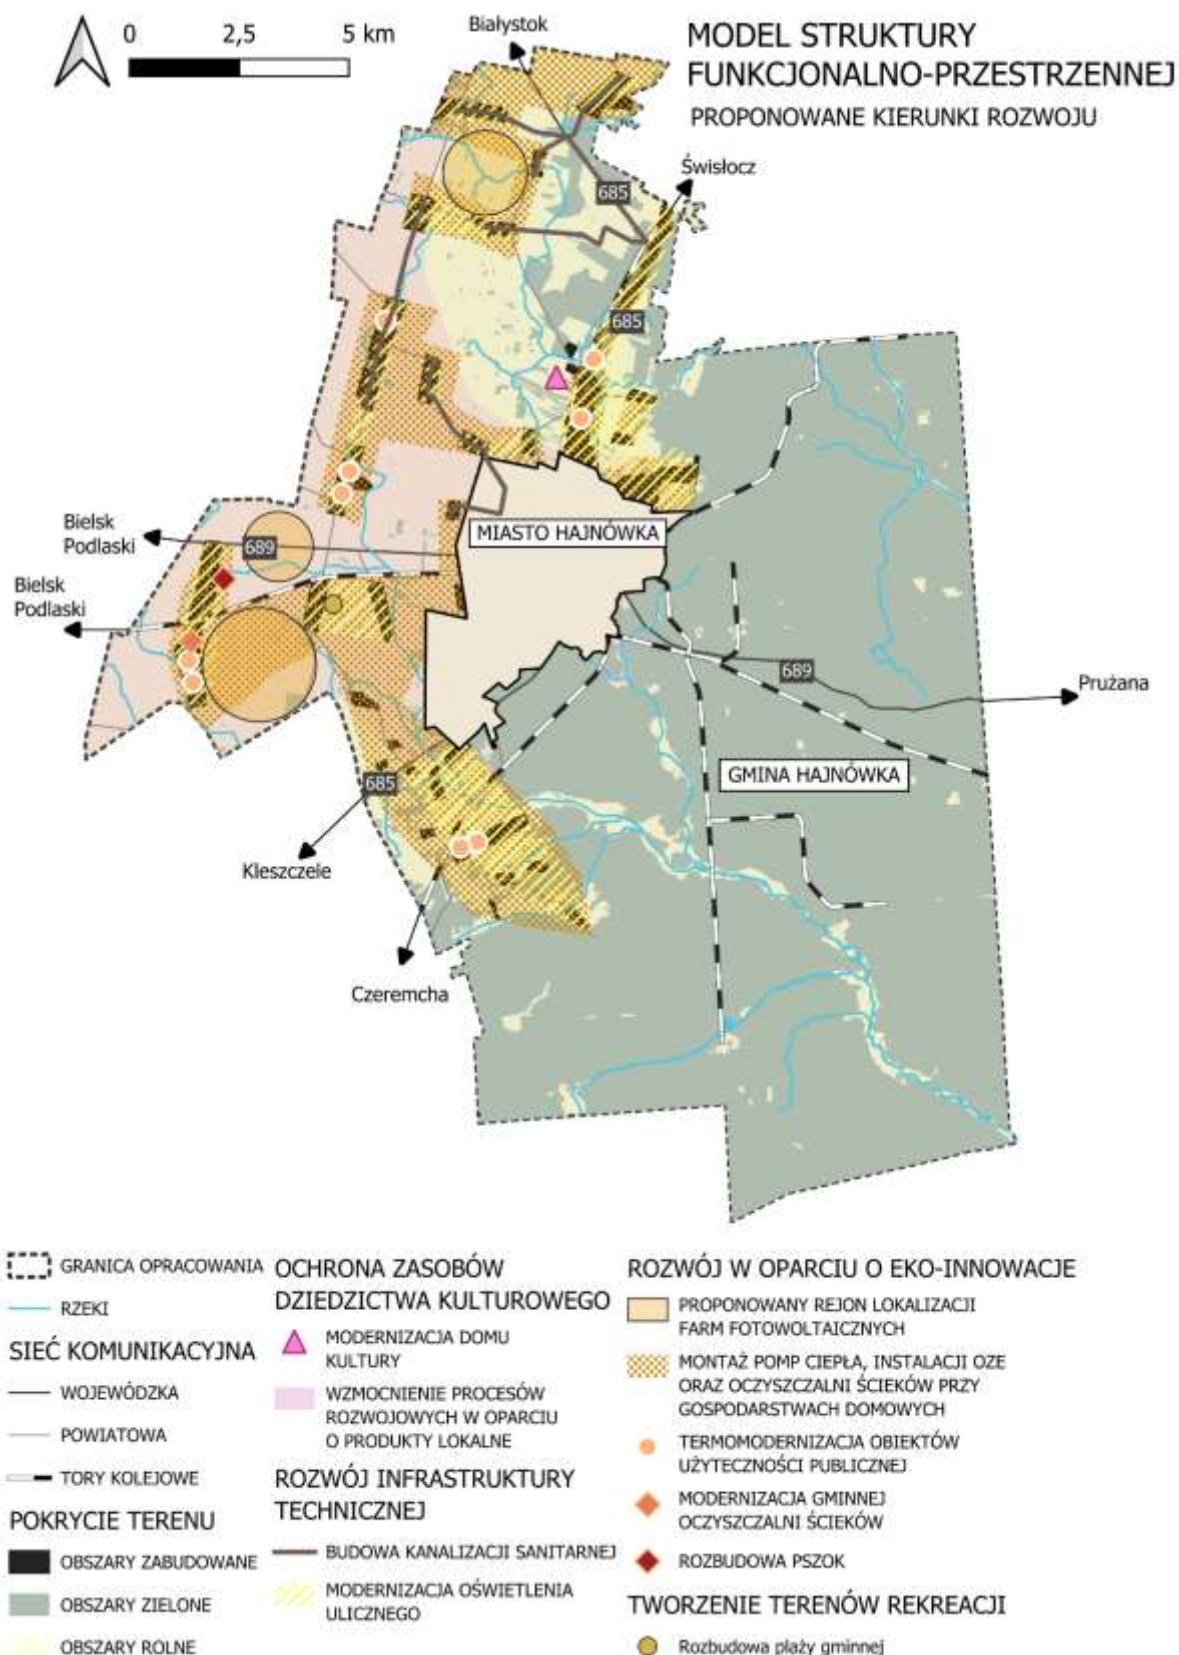 0 2,5 5 km
MODEL STRUKTURY
FUNKCJONALNO-PRZESTRZENNEJ
PROPONOWANE KIERUNKI ROZWOJU
Białystok
Świsłocz
685
685
MIASTO HAJNÓWKA
Bielsk
Podlaski
689
Bielsk
Podlaski
689
Prużana
GMINA HAJNÓWKA
685
Kleszczele
Czeremcha
GRANICA OPRACOWANIA
RZEKI
SIEĆ KOMUNIKACYJNA
WOJEWÓDZKA
POWIATOWA
TORY KOLEJOWE
POKRYCIE TERENU
OBSZARY ZABUDOWANE
OBSZARY ZIELONE
OBSZARY ROLNE
OCHRONA ZASOBÓW
DZIEDZICTWA KULTUROWEGO
MODERNIZACJA DOMU
KULTURY
WZMOCNIENIE PROCESÓW
ROZWOJOWYCH W OPARCIU
O PRODUKTY LOKALNE
ROZWÓJ INFRASTRUKTURY
TECHNICZNEJ
BUDOWA KANALIZACJI SANITARNEJ
MODERNIZACJA OŚWIETLENIA
ULICZNEGO
ROZWÓJ W OPARCIU O EKO-INNOWACJE
PROPONOWANY REJON LOKALIZACJI
FARM FOTOWOLTAICZNYCH
MONTAŻ POMP CIEPŁA, INSTALACJI OZE
ORAZ OCZYSZCZALNI ŚCIEKÓW PRZY
GOSPODARSTWACH DOMOWYCH
TERMOMODERNIZACJA OBIEKTÓW
UŻYTECZNOŚCI PUBLICZNEJ
MODERNIZACJA GMINNEJ
OCZYSZCZALNI ŚCIEKÓW
ROZBUDOWA PSZOK
TWORZENIE TERENÓW REKREACJI
Rozbudowa plaży gminnej